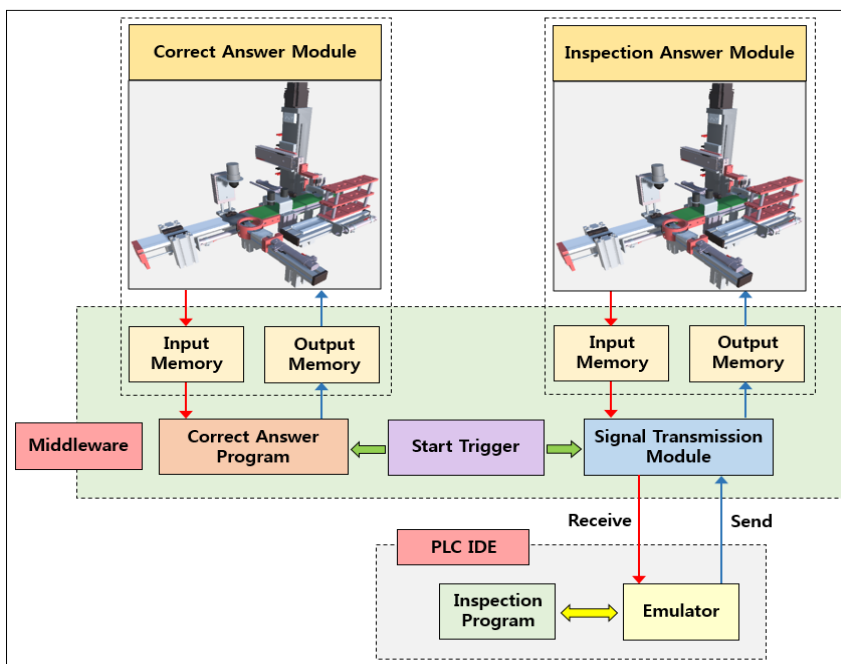 Correct Answer Module
Inspection Answer Module
Input
Memory
Output
Memory
Input
Memory
Output
Memory
Middleware
Correct Answer
Program
Start Trigger
Signal Transmission
Module
Receive
Send
PLC IDE
Inspection
Program
Emulator